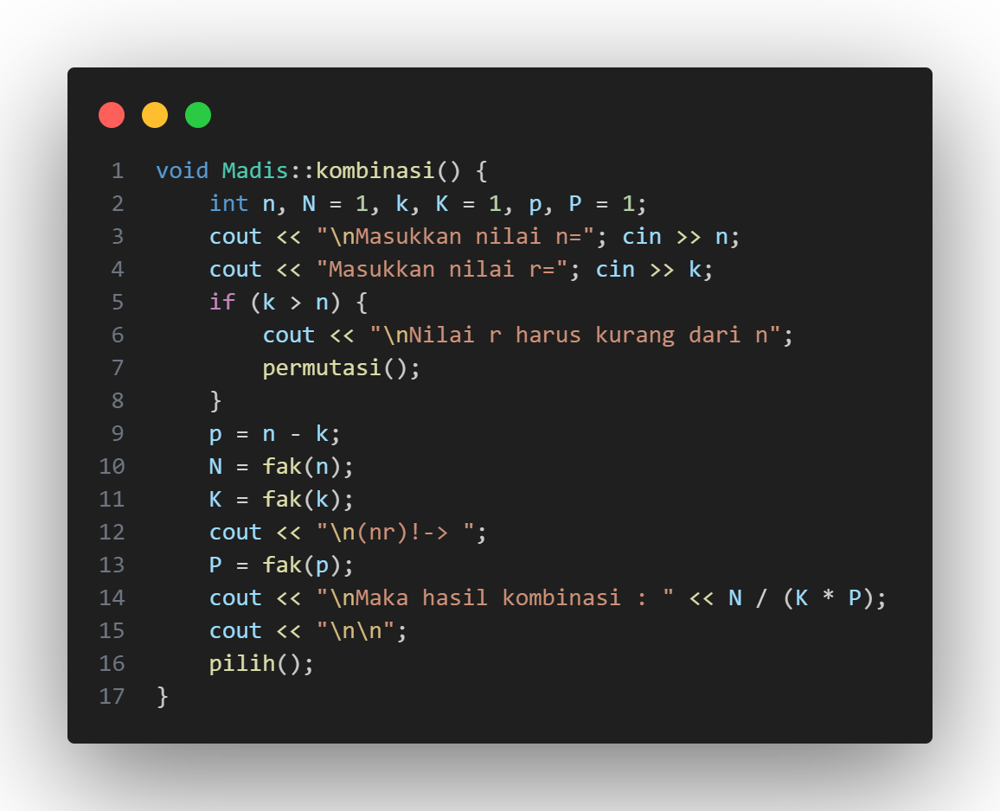 1 void Madis::kombinasi() {
2     int n, N = 1, k, K = 1, p, P = 1;
3     cout << "\nMasukkan nilai n="; cin >> n;
4     cout << "Masukkan nilai r="; cin >> k;
5     if (k > n) {
6         cout << "\nNilai r harus kurang dari n";
7         permutasi();
8     }
9     p = n - k;
10     N = fak(n);
11     K = fak(k);
12     cout << "\n(nr)!-> ";
13     P = fak(p);
14     cout << "\nMaka hasil kombinasi : " << N / (K * P);
15     cout << "\n\n";
16     pilih();
17 }